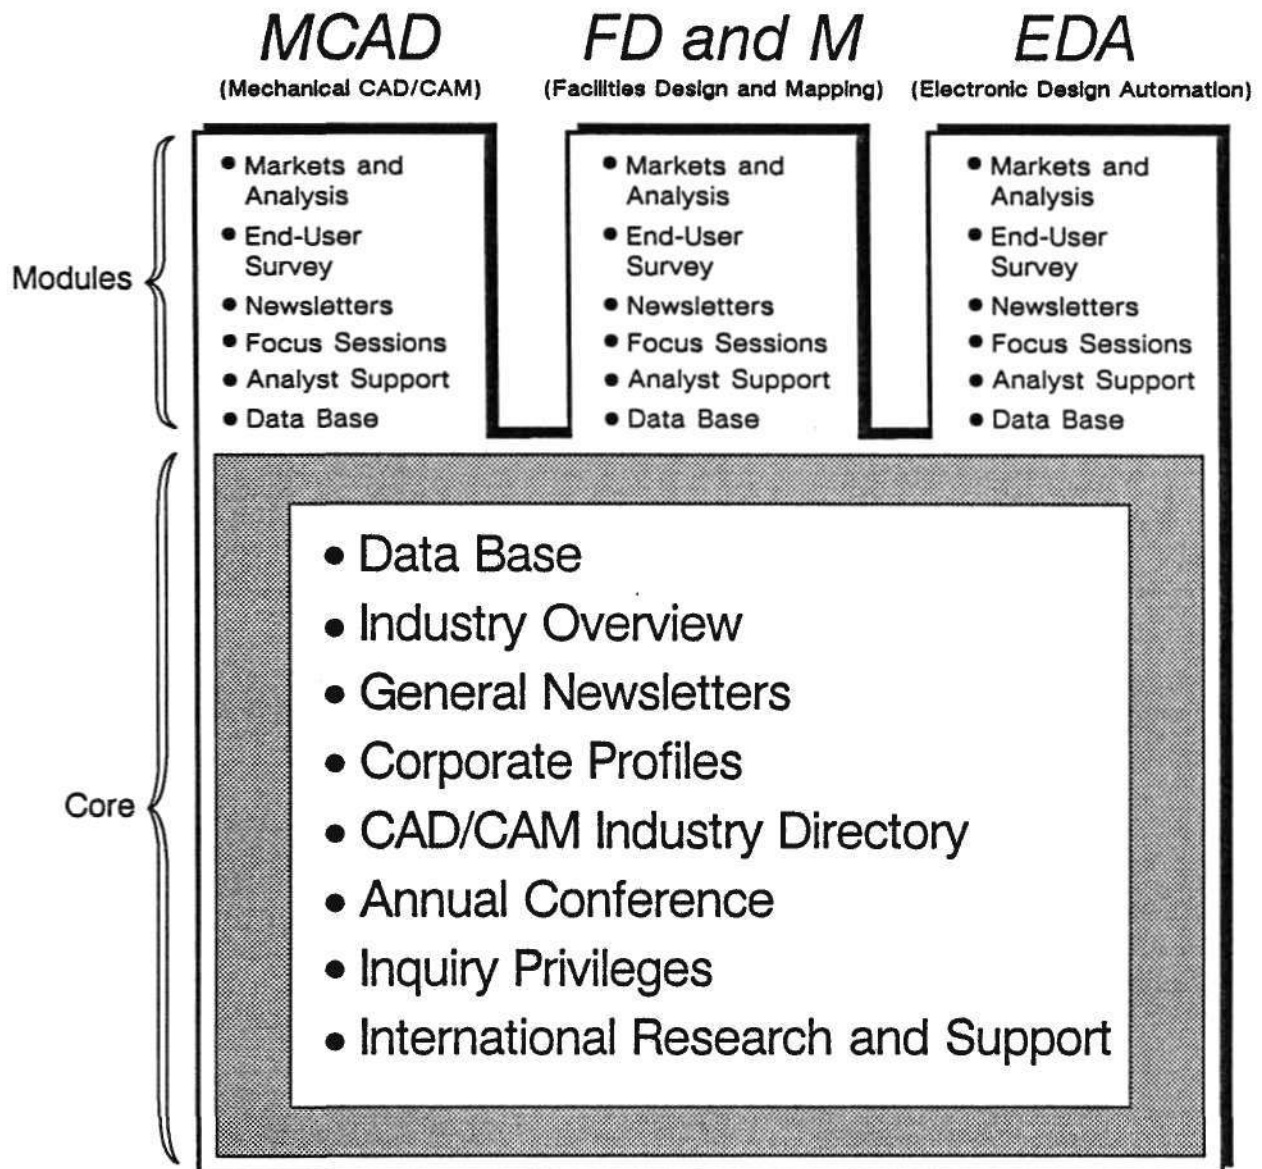 MCAD
(Mechanical CAD/CAM)
FD and M
(Facilities Design and Mapping)
EDA
(Electronic Design Automation)
Modules
• Markets and
Analysis
• End-User
Survey
• Newsletters
• Focus Sessions
• Analyst Support
• Data Base
• Markets and
Analysis
• End-User
Survey
• Newsletters
• Focus Sessions
• Analyst Support
• Data Base
• Markets and
Analysis
• End-User
Survey
• Newsletters
• Focus Sessions
• Analyst Support
• Data Base
Core
• Data Base
• Industry Overview
• General Newsletters
• Corporate Profiles
• CAD/CAM Industry Directory
• Annual Conference
• Inquiry Privileges
• International Research and Support